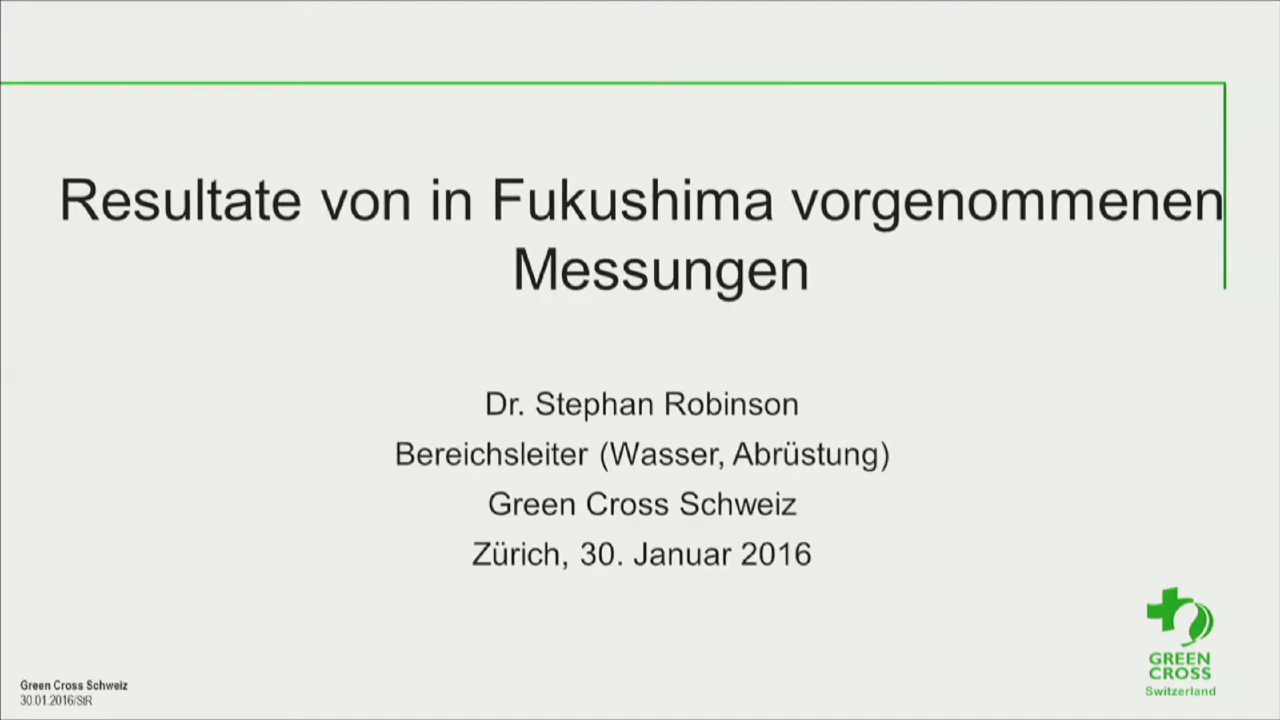 Resultate von in Fukushima vorgenommenen
Messungen
Dr. Stephan Robinson
Bereichsleiter (Wasser, Abrüstung)
Green Cross Schweiz
Zürich, 30. Januar 2016
GREEN
CROSS
Switzerland
Green Cross Schweiz
30.01.2016/StR